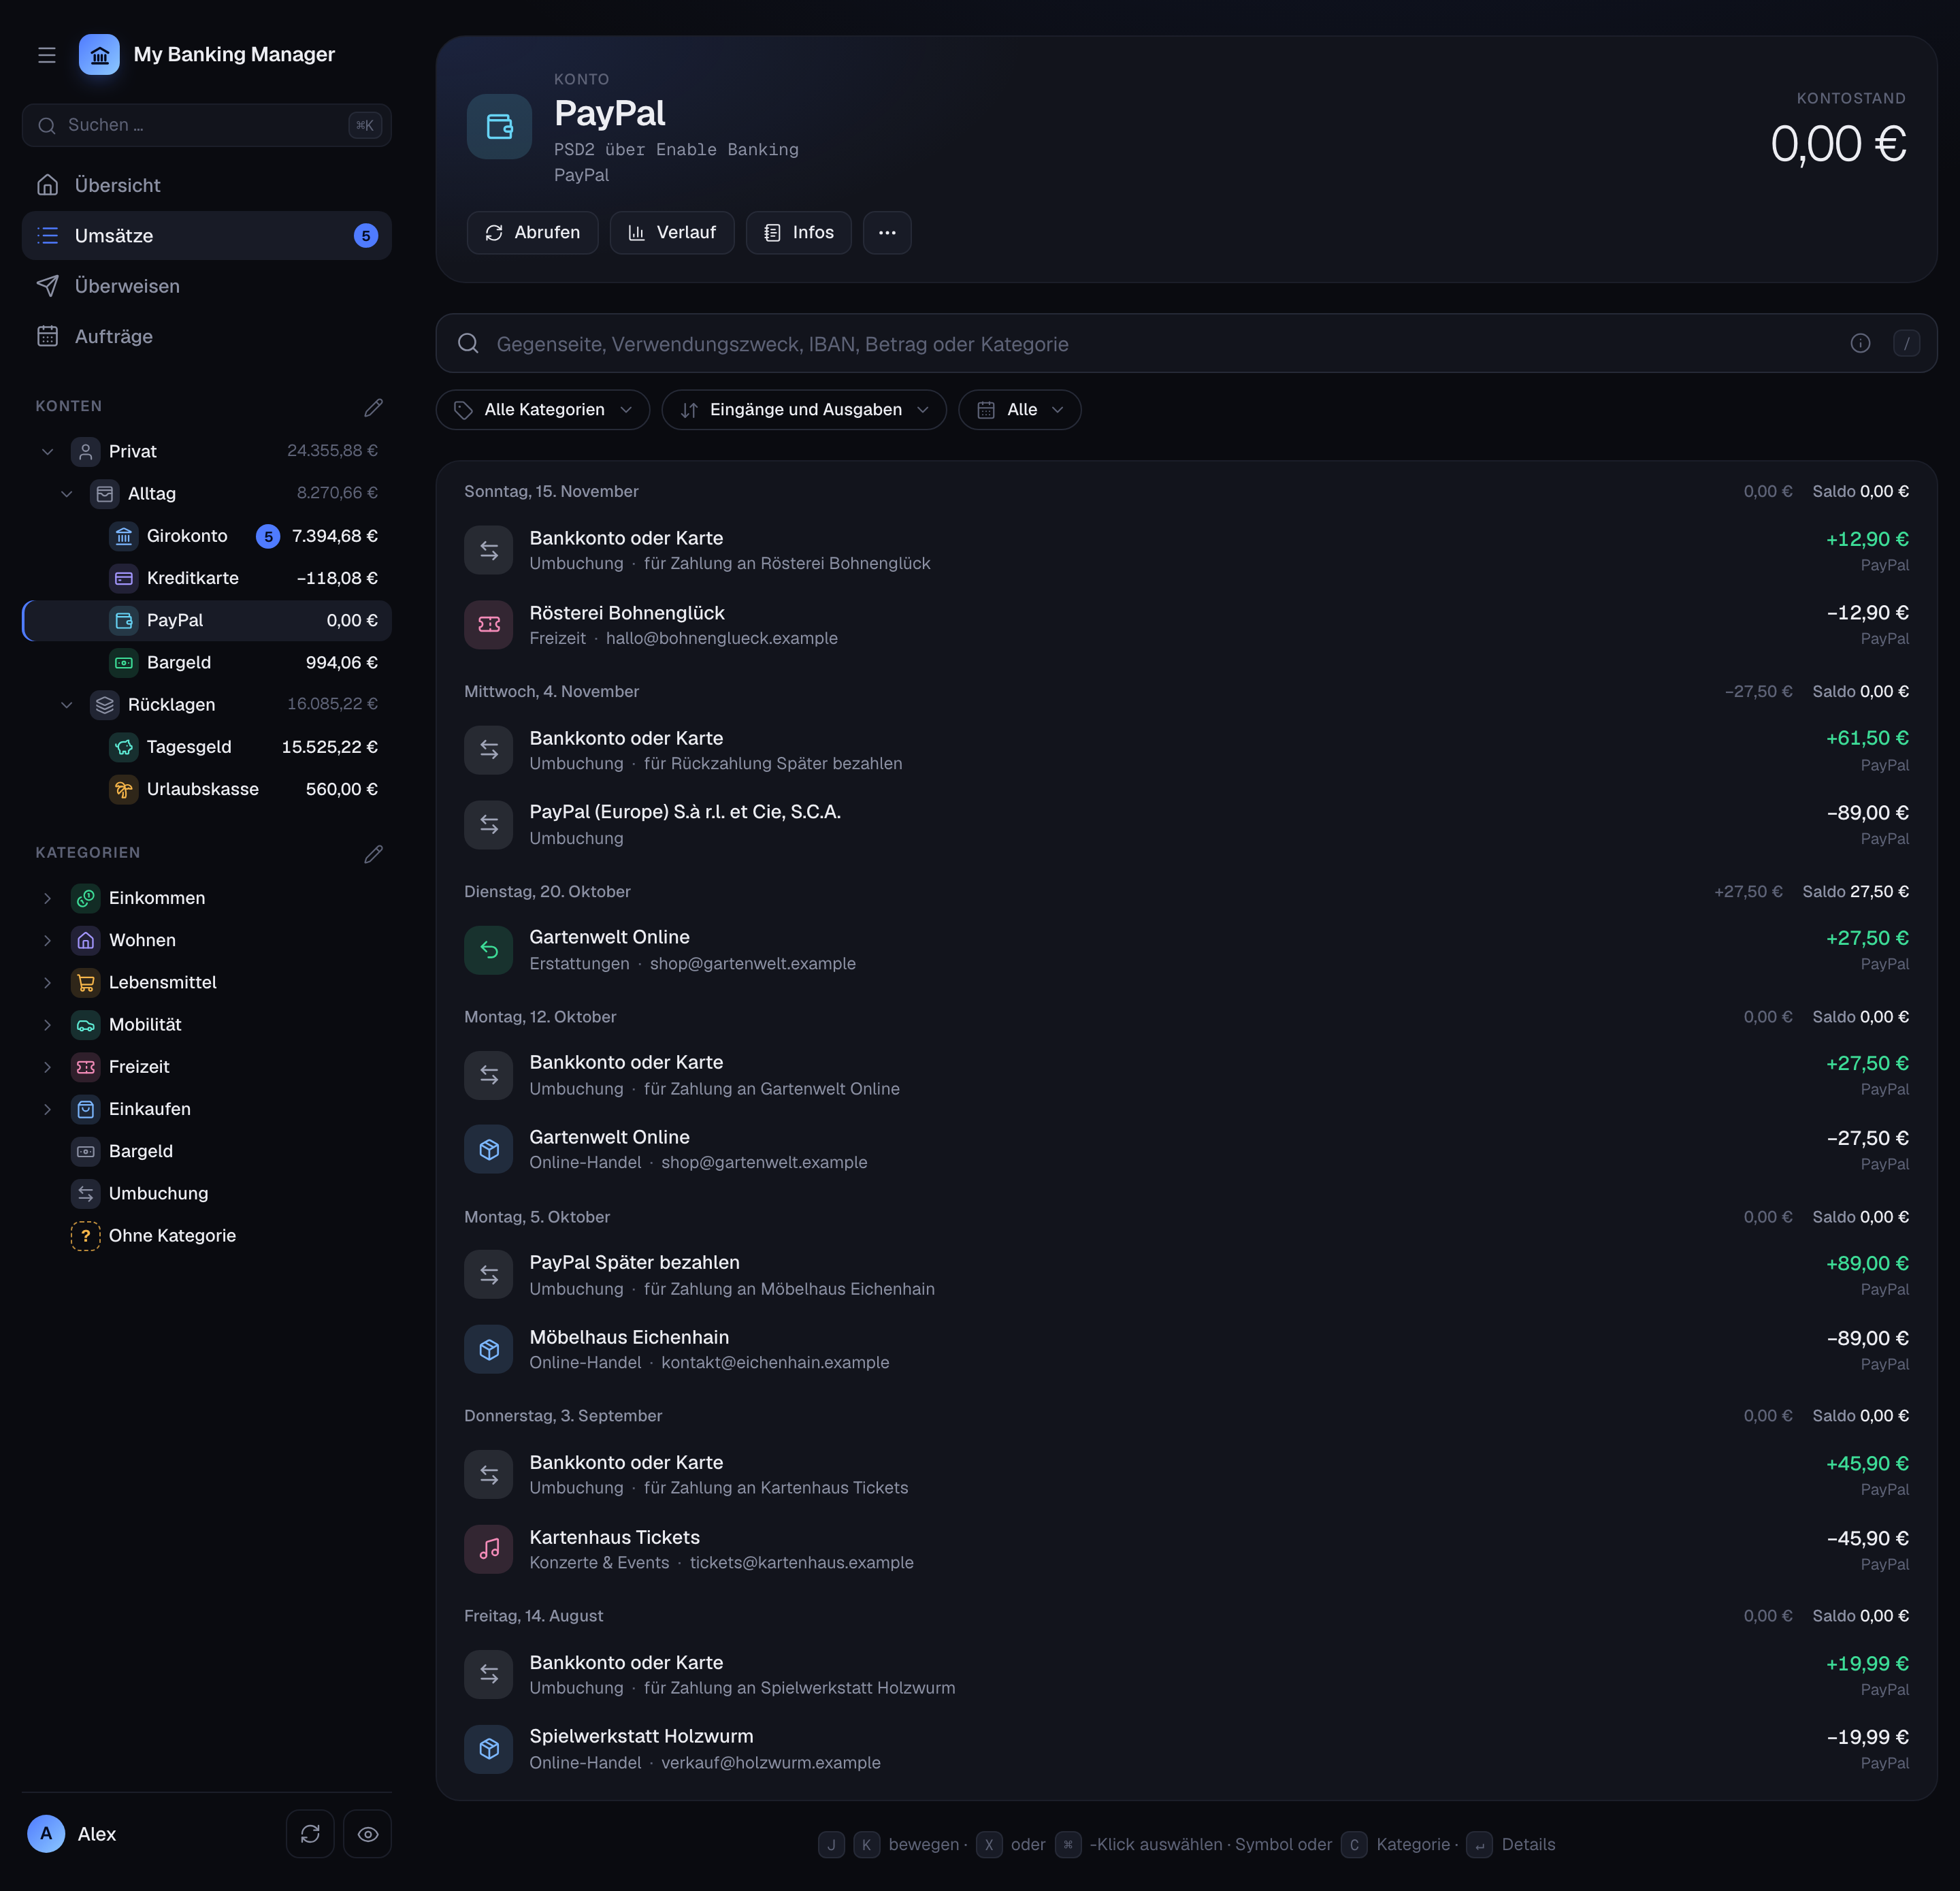 My Banking Manager
Suchen …
⌘K
Übersicht
Umsätze
5
Überweisen
Aufträge
KONTEN
Privat 24.355,88 €
Alltag 8.270,66 €
Girokonto 5 7.394,68 €
Kreditkarte −118,08 €
PayPal 0,00 €
Bargeld 994,06 €
Rücklagen 16.085,22 €
Tagesgeld 15.525,22 €
Urlaubskasse 560,00 €
KATEGORIEN
Einkommen
Wohnen
Lebensmittel
Mobilität
Freizeit
Einkaufen
Bargeld
Umbuchung
? Ohne Kategorie
A Alex
KONTO
PayPal
PSD2 über Enable Banking
PayPal
KONTOSTAND
0,00 €
Abrufen Verlauf Infos
Gegenseite, Verwendungszweck, IBAN, Betrag oder Kategorie /
Alle Kategorien Eingänge und Ausgaben Alle
Sonntag, 15. November 0,00 € Saldo 0,00 €
Bankkonto oder Karte +12,90 €
Umbuchung · für Zahlung an Rösterei Bohnenglück PayPal
Rösterei Bohnenglück −12,90 €
Freizeit · hallo@bohnenglueck.example PayPal
Mittwoch, 4. November −27,50 € Saldo 0,00 €
Bankkonto oder Karte +61,50 €
Umbuchung · für Rückzahlung Später bezahlen PayPal
PayPal (Europe) S.à r.l. et Cie, S.C.A. −89,00 €
Umbuchung PayPal
Dienstag, 20. Oktober +27,50 € Saldo 27,50 €
Gartenwelt Online +27,50 €
Erstattungen · shop@gartenwelt.example PayPal
Montag, 12. Oktober 0,00 € Saldo 0,00 €
Bankkonto oder Karte +27,50 €
Umbuchung · für Zahlung an Gartenwelt Online PayPal
Gartenwelt Online −27,50 €
Online-Handel · shop@gartenwelt.example PayPal
Montag, 5. Oktober 0,00 € Saldo 0,00 €
PayPal Später bezahlen +89,00 €
Umbuchung · für Zahlung an Möbelhaus Eichenhain PayPal
Möbelhaus Eichenhain −89,00 €
Online-Handel · kontakt@eichenhain.example PayPal
Donnerstag, 3. September 0,00 € Saldo 0,00 €
Bankkonto oder Karte +45,90 €
Umbuchung · für Zahlung an Kartenhaus Tickets PayPal
Kartenhaus Tickets −45,90 €
Konzerte & Events · tickets@kartenhaus.example PayPal
Freitag, 14. August 0,00 € Saldo 0,00 €
Bankkonto oder Karte +19,99 €
Umbuchung · für Zahlung an Spielwerkstatt Holzwurm PayPal
Spielwerkstatt Holzwurm −19,99 €
Online-Handel · verkauf@holzwurm.example PayPal
J K bewegen · X oder ⌘ -Klick auswählen · Symbol oder C Kategorie · ↵ Details